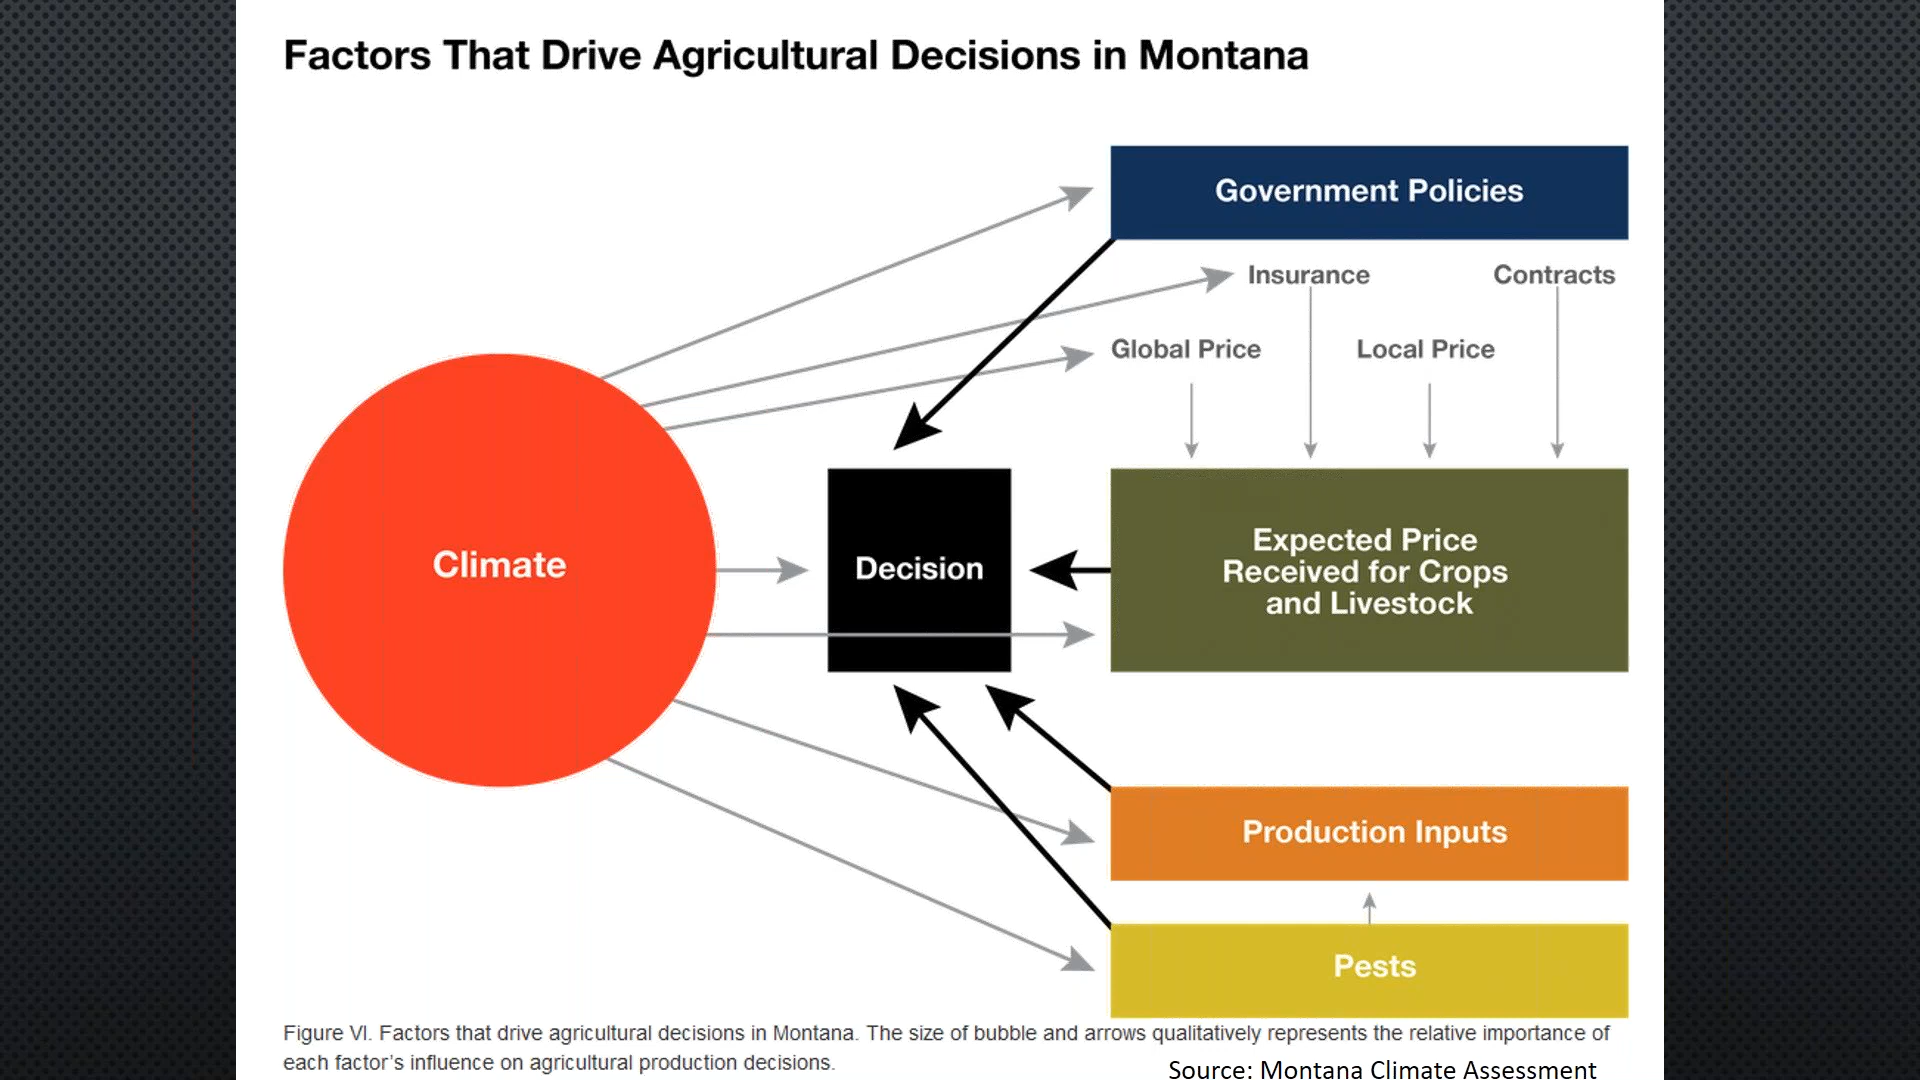 Factors That Drive Agricultural Decisions in Montana
Government Policies
Insurance
Contracts
Global Price
Local Price
Climate
Decision
Expected Price
Received for Crops
and Livestock
Production Inputs
Pests
Figure VI. Factors that drive agricultural decisions in Montana. The size of bubble and arrows qualitatively represents the relative importance of
each factor's influence on agricultural production decisions.
Source: Montana Climate Assessment